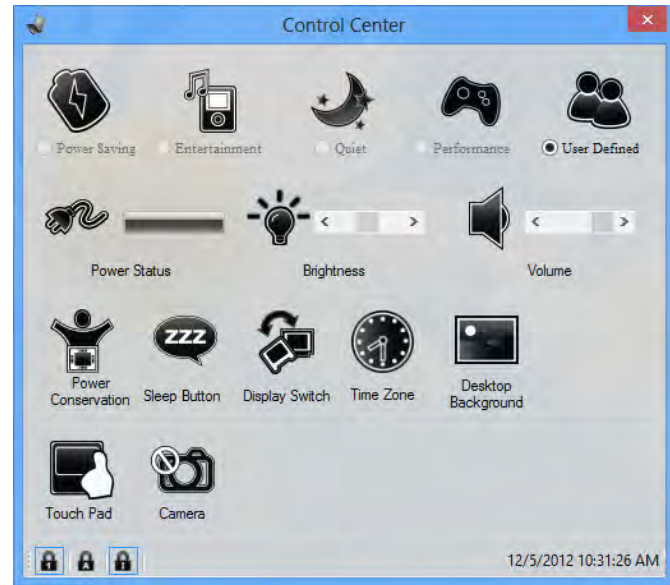 Control Center
Power Saving
Entertainment
Quiet
Performance
User Defined
Power Status
Brightness
Volume
zzz
Power
Conservation
Sleep Button
Display Switch
Time Zone
Desktop
Background
Touch Pad
Camera
12/5/2012 10:31:26 AM